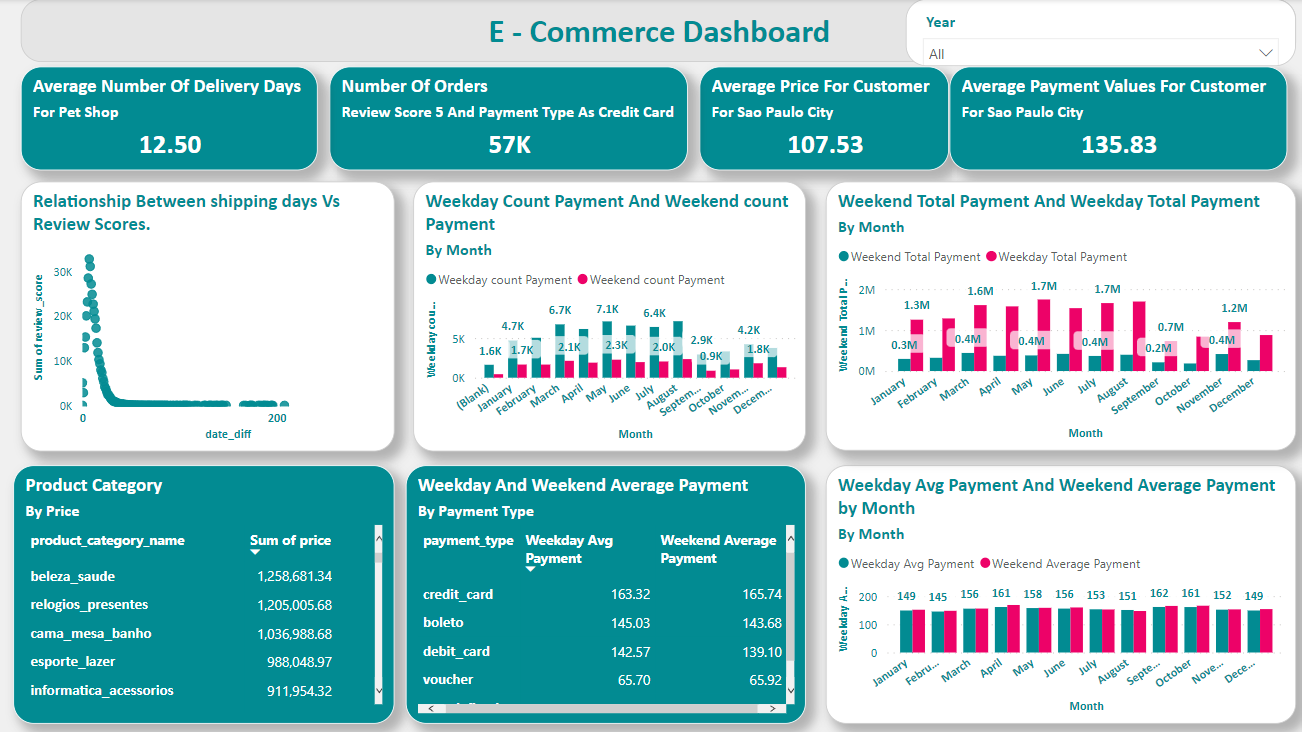 E - Commerce Dashboard
Year
All
Average Number Of Delivery Days
For Pet Shop
12.50
Number Of Orders
Review Score 5 And Payment Type As Credit Card
57K
Average Price For Customer
For Sao Paulo City
107.53
Average Payment Values For Customer
For Sao Paulo City
135.83
Relationship Between shipping days Vs
Review Scores.
Sum of review_score
30K
20K
10K
0K
0
200
date_diff
Weekday Count Payment And Weekend count
Payment
By Month
Weekday count Payment
Weekend count Payment
Weekday cou...
5K
0K
1.6K
4.7K
1.7K
6.7K
2.1K
7.1K
2.3K
6.4K
2.0K
2.9K
0.9K
4.2K
1.8K
(Blank)
January
February
March
April
May
June
July
August
Septem...
October
Novem...
Decem...
Month
Weekend Total Payment And Weekday Total Payment
By Month
Weekend Total Payment
Weekday Total Payment
Weekend Total P...
2M
1M
0M
0.3M
1.3M
0.4M
1.6M
0.4M
1.7M
0.4M
1.7M
0.2M
0.7M
0.4M
1.2M
January
February
March
April
May
June
July
August
September
October
November
December
Month
Product Category
By Price
product_category_name Sum of price
beleza_saude 1,258,681.34
relogios_presentes 1,205,005.68
cama_mesa_banho 1,036,988.68
esporte_lazer 988,048.97
informatica_acessorios 911,954.32
Weekday And Weekend Average Payment
By Payment Type
payment_type Weekday Avg Weekend Average
Payment Payment
credit_card 163.32 165.74
boleto 145.03 143.68
debit_card 142.57 139.10
voucher 65.70 65.92
Weekday Avg Payment And Weekend Average Payment
by Month
By Month
Weekday Avg Payment
Weekend Average Payment
Weekday A...
200
100
0
149 145 156 161 158 156 153 151 162 161 152 149
January
Febru...
March
April
May
June
July
August
Septe...
October
Nove...
Dece...
Month